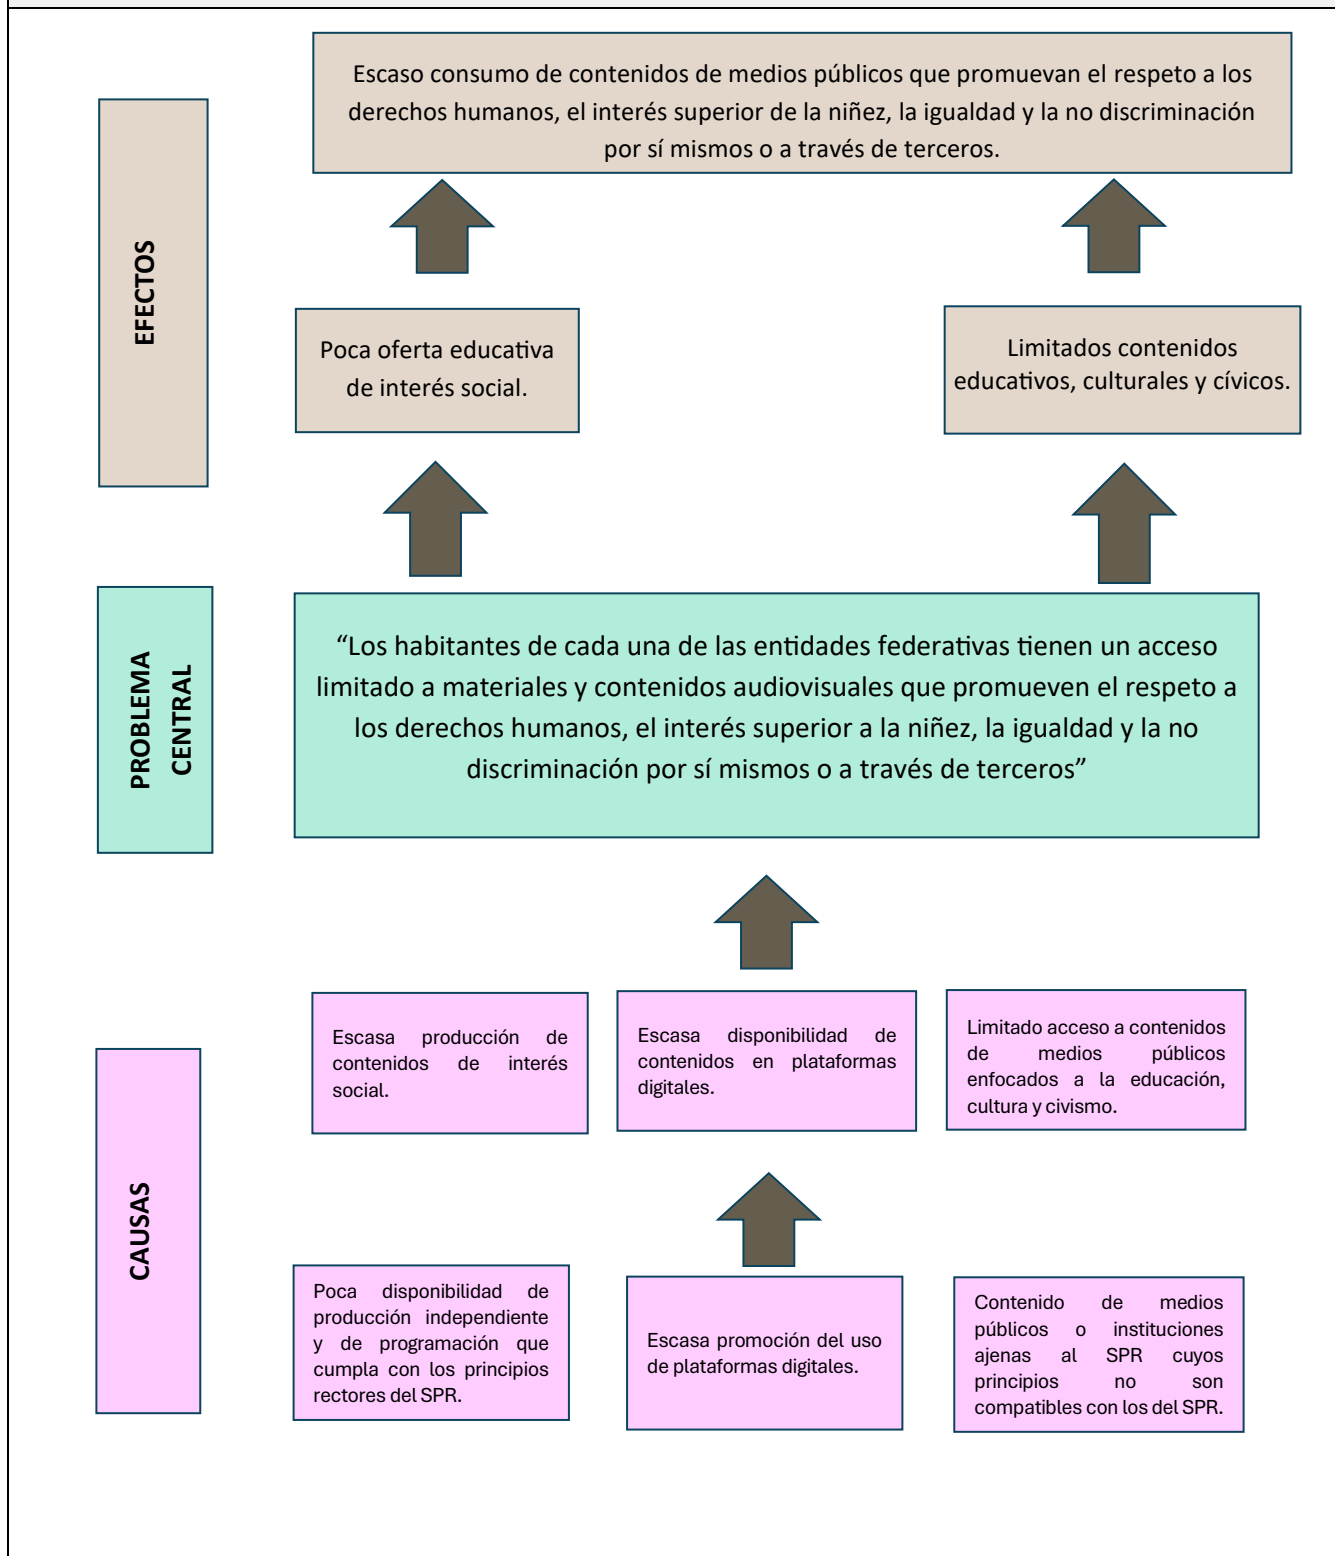 Escaso consumo de contenidos de medios públicos que promuevan el respeto a los
derechos humanos, el interés superior de la niñez, la igualdad y la no discriminación
por sí mismos o a través de terceros.
EFECTOS
Poca oferta educativa
de interés social.
Limitados contenidos
educativos, culturales y cívicos.
PROBLEMA
CENTRAL
“Los habitantes de cada una de las entidades federativas tienen un acceso
limitado a materiales y contenidos audiovisuales que promueven el respeto a
los derechos humanos, el interés superior a la niñez, la igualdad y la no
discriminación por sí mismos o a través de terceros”
CAUSAS
Escasa producción de
contenidos de interés
social.
Escasa disponibilidad de
contenidos en plataformas
digitales.
Limitado acceso a contenidos
de medios públicos
enfocados a la educación,
cultura y civismo.
Poca disponibilidad de
producción independiente
y de programación que
cumpla con los principios
rectores del SPR.
Escasa promoción del uso
de plataformas digitales.
Contenido de medios
públicos o instituciones
ajenas al SPR cuyos
principios no son
compatibles con los del SPR.